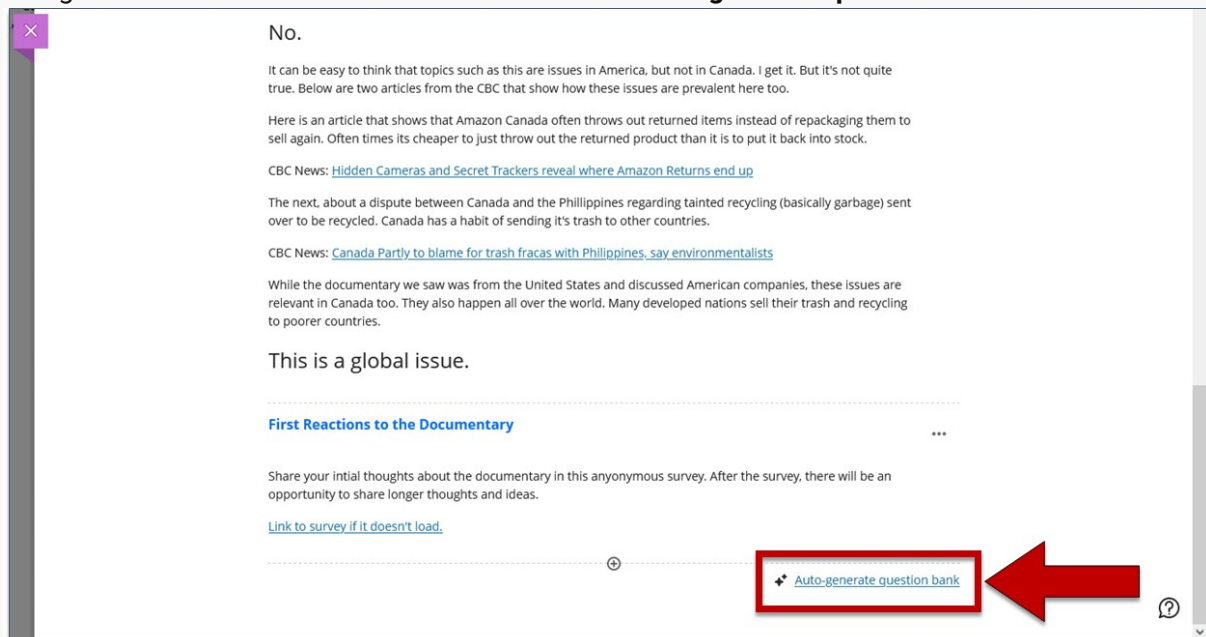 No.
It can be easy to think that topics such as this are issues in America, but not in Canada. I get it. But it's not quite
true. Below are two articles from the CBC that show how these issues are prevalent here too.
Here is an article that shows that Amazon Canada often throws out returned items instead of repackaging them to
sell again. Often times its cheaper to just throw out the returned product than it is to put it back into stock.
CBC News: Hidden Cameras and Secret Trackers reveal where Amazon Returns end up
The next, about a dispute between Canada and the Phillippines regarding tainted recycling (basically garbage) sent
over to be recycled. Canada has a habit of sending it's trash to other countries.
CBC News: Canada Partly to blame for trash fracas with Philippines, say environmentalists
While the documentary we saw was from the United States and discussed American companies, these issues are
relevant in Canada too. They also happen all over the world. Many developed nations sell their trash and recycling
to poorer countries.
This is a global issue.
First Reactions to the Documentary
Share your intial thoughts about the documentary in this anyonymous survey. After the survey, there will be an
opportunity to share longer thoughts and ideas.
Link to survey if it doesn't load.
Auto-generate question bank